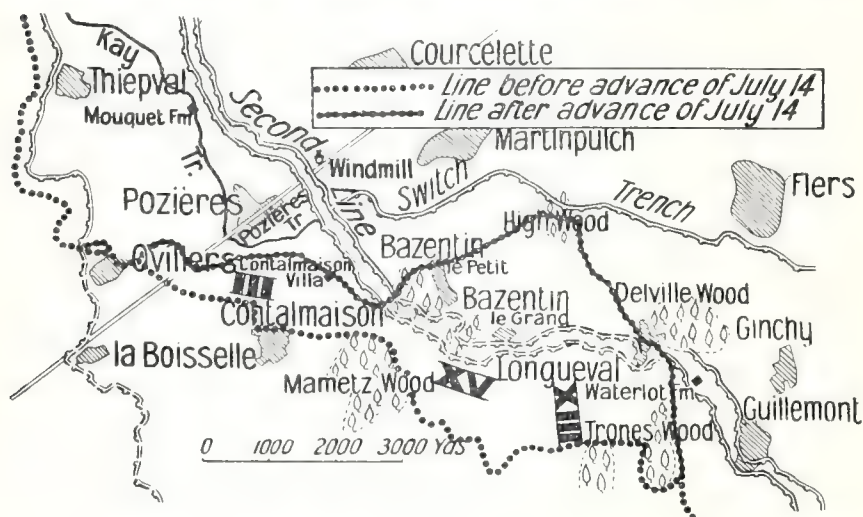 Kay
Tr.
Thiepval
Mouquet Fm
Second
Line
Courcelette
Line before advance of July 14
Line after advance of July 14
Martinpuich
Windmill
Switch
Trench
Flers
Pozières
Pozières
Tr
High Wood
Ovillers
Contalmaison
Villa
III
Bazentin
le Petit
Bazentin
le Grand
Delville Wood
Ginchy
Contalmaison
la Boisselle
Mametz Wood
XV
Longueval
Waterlot Fm
XIII
Trones Wood
Guillemont
0 1000 2000 3000 Yds